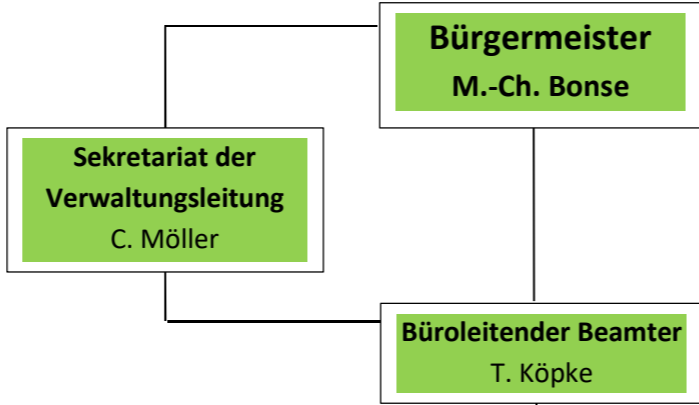 Bürgermeister
M.-Ch. Bonse
Sekretariat der
Verwaltungsleitung
C. Möller
Büroleitender Beamter
T. Köpke